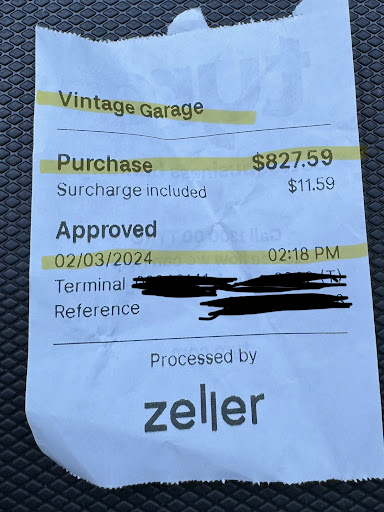 Vintage Garage
Purchase $827.59
Surcharge included $11.59
Approved
02/03/2024 02:18 PM
Terminal
Reference
Processed by
zeller